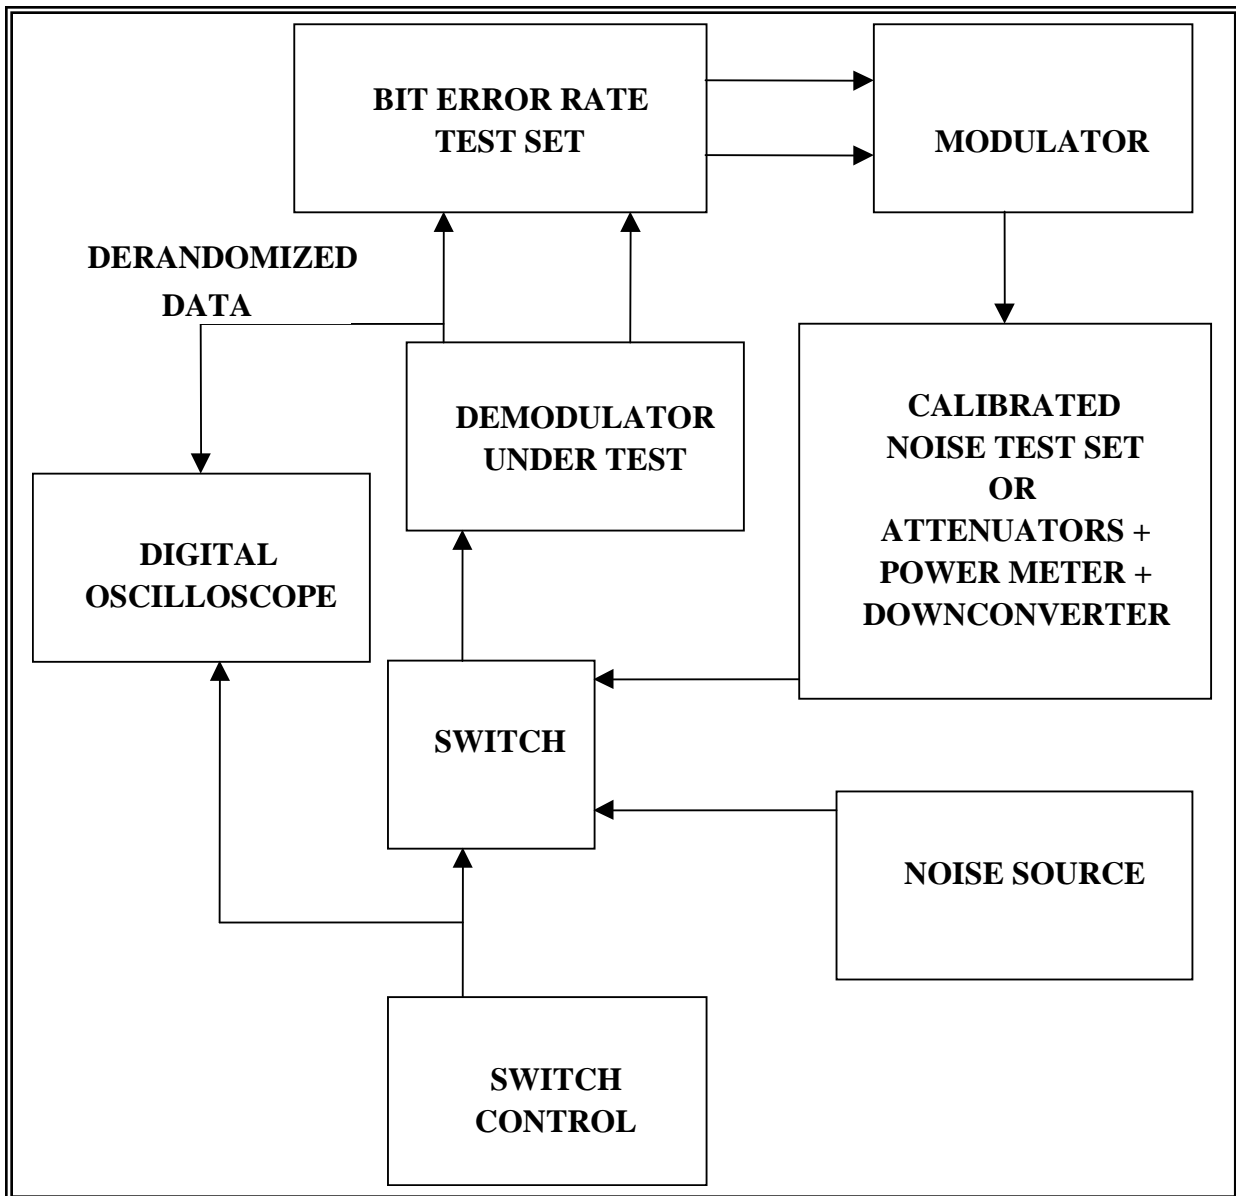 BIT ERROR RATE
TEST SET
MODULATOR
DERANDOMIZED
DATA
DEMODULATOR
UNDER TEST
CALIBRATED
NOISE TEST SET
OR
ATTENUATORS +
POWER METER +
DOWNCONVERTER
DIGITAL
OSCILLOSCOPE
SWITCH
NOISE SOURCE
SWITCH
CONTROL